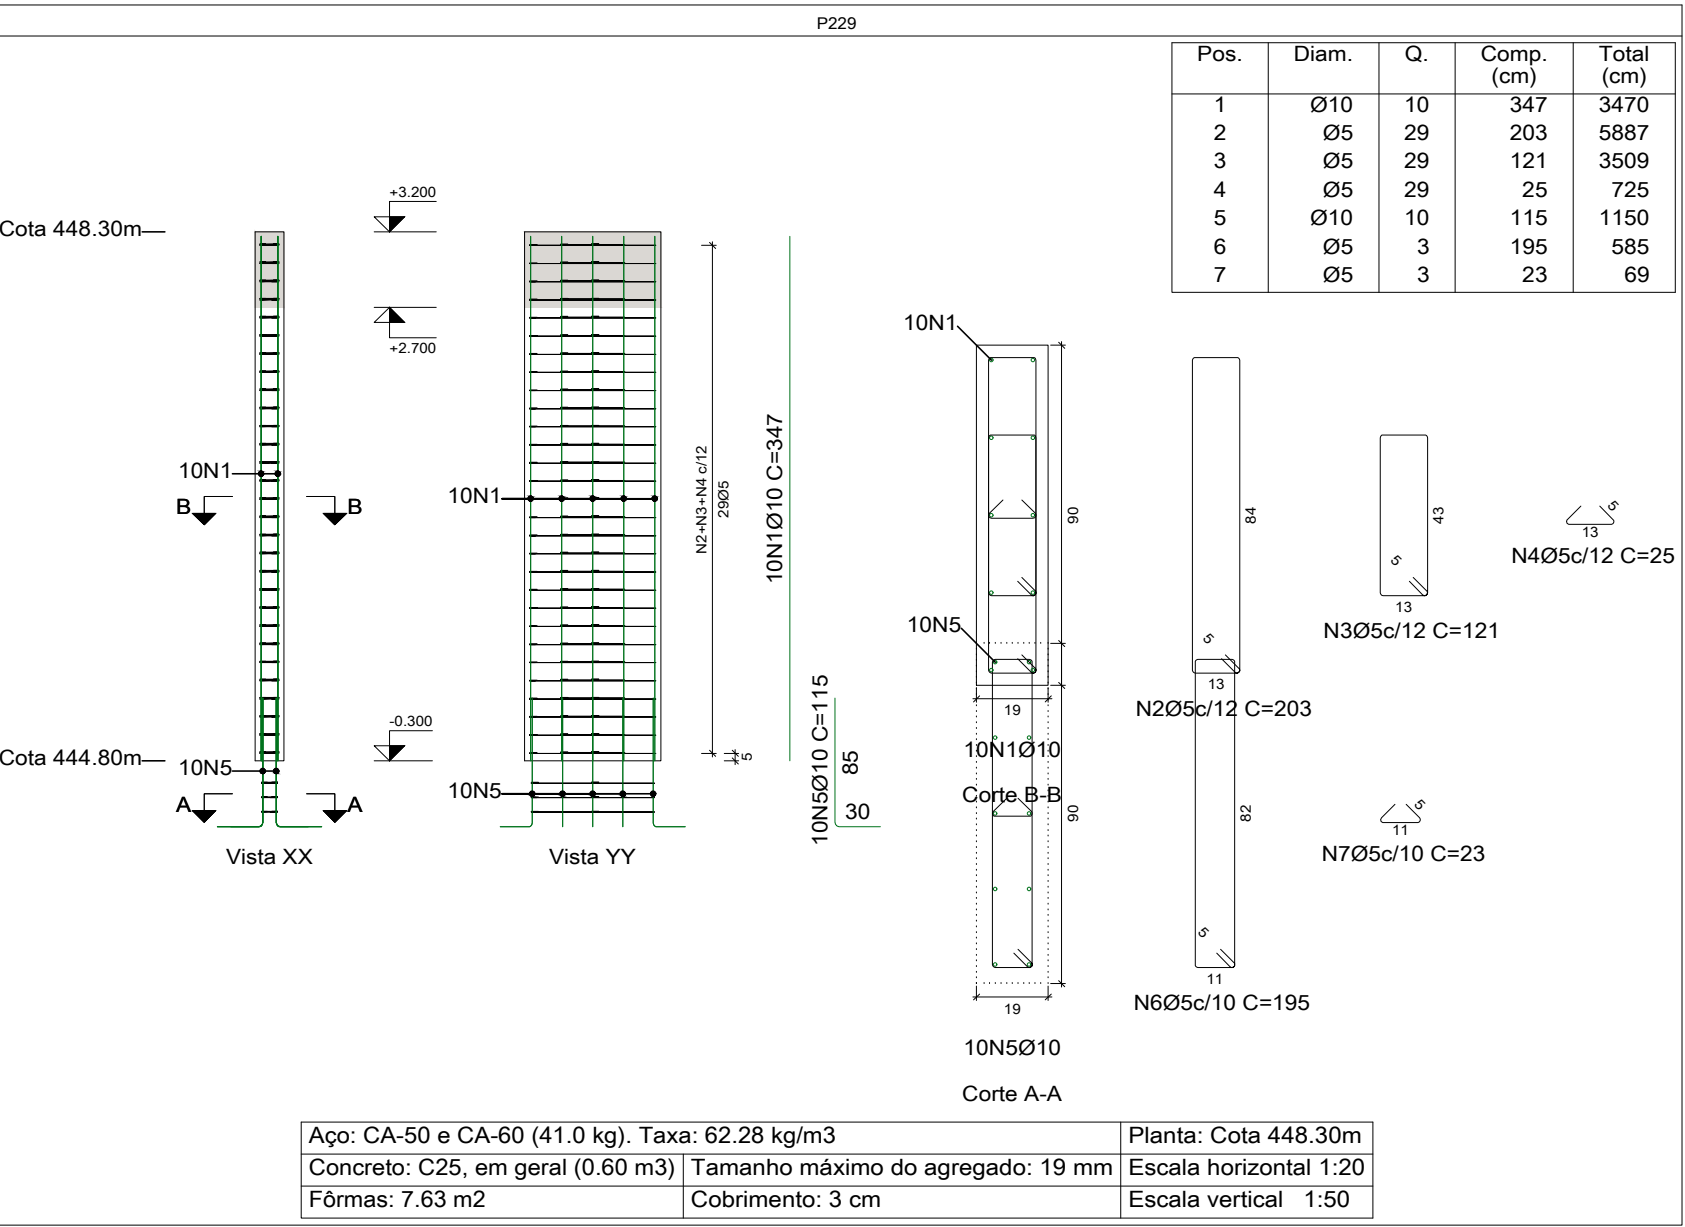 P229
Pos. Diam. Q. Comp. (cm) Total (cm)
1 Ø10 10 347 3470
2 Ø5 29 203 5887
3 Ø5 29 121 3509
4 Ø5 29 25 725
5 Ø10 10 115 1150
6 Ø5 3 195 585
7 Ø5 3 23 69
Cota 448.30m
+3.200
+2.700
10N1
B B
-0.300
Cota 444.80m
10N5
A A
Vista XX
10N1
10N5
Vista YY
N2+N3+N4 c/12
29Ø5
5
10N1Ø10 C=347
10N5Ø10 C=115
85
30
10N1
90
10N5
19
10N1Ø10
Corte B-B
90
19
10N5Ø10
Corte A-A
84
5
13
N2Ø5c/12 C=203
43
5
13
N3Ø5c/12 C=121
5
13
N4Ø5c/12 C=25
82
5
11
N6Ø5c/10 C=195
5
11
N7Ø5c/10 C=23
Aço: CA-50 e CA-60 (41.0 kg). Taxa: 62.28 kg/m3 Planta: Cota 448.30m
Concreto: C25, em geral (0.60 m3) Tamanho máximo do agregado: 19 mm Escala horizontal 1:20
Fôrmas: 7.63 m2 Cobrimento: 3 cm Escala vertical 1:50